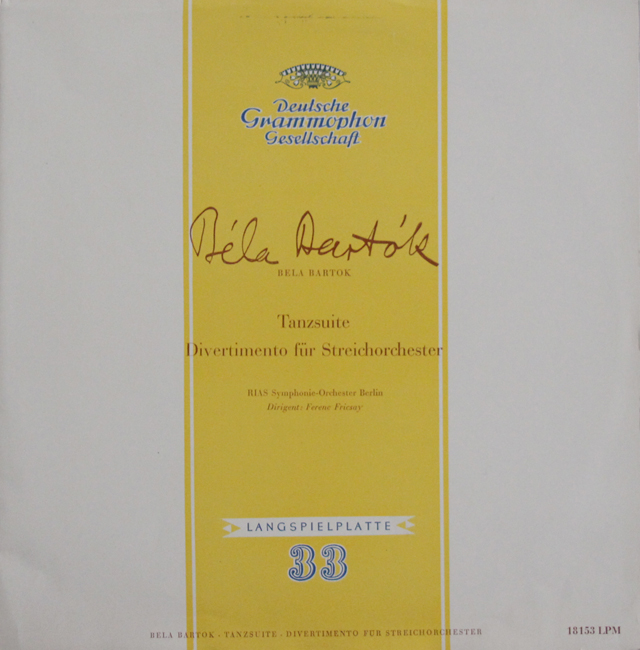 Deutsche
Grammophon
Gesellschaft
Béla Bartók
BELA BARTOK
Tanzsuite
Divertimento für Streichorchester
RIAS Symphonie-Orchester Berlin
Dirigent: Ferenc Fricsay
LANGSPIELPLATTE
33
BELA BARTOK · TANZSUITE · DIVERTIMENTO FÜR STREICHORCHESTER
18153 LPM